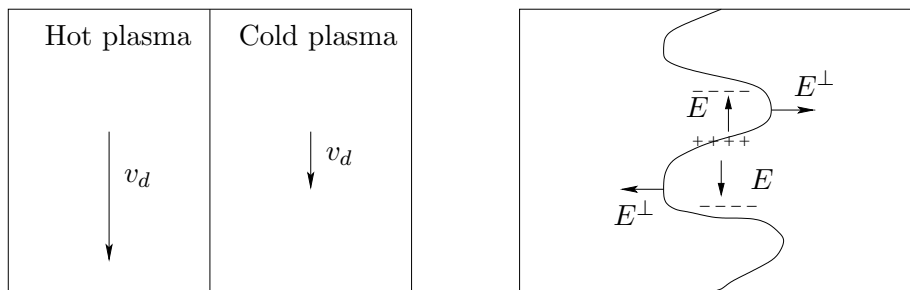 Hot plasma
Cold plasma
v_d
v_d
− − − −
E^⊥
E
+ + + +
E
E^⊥
− − − −